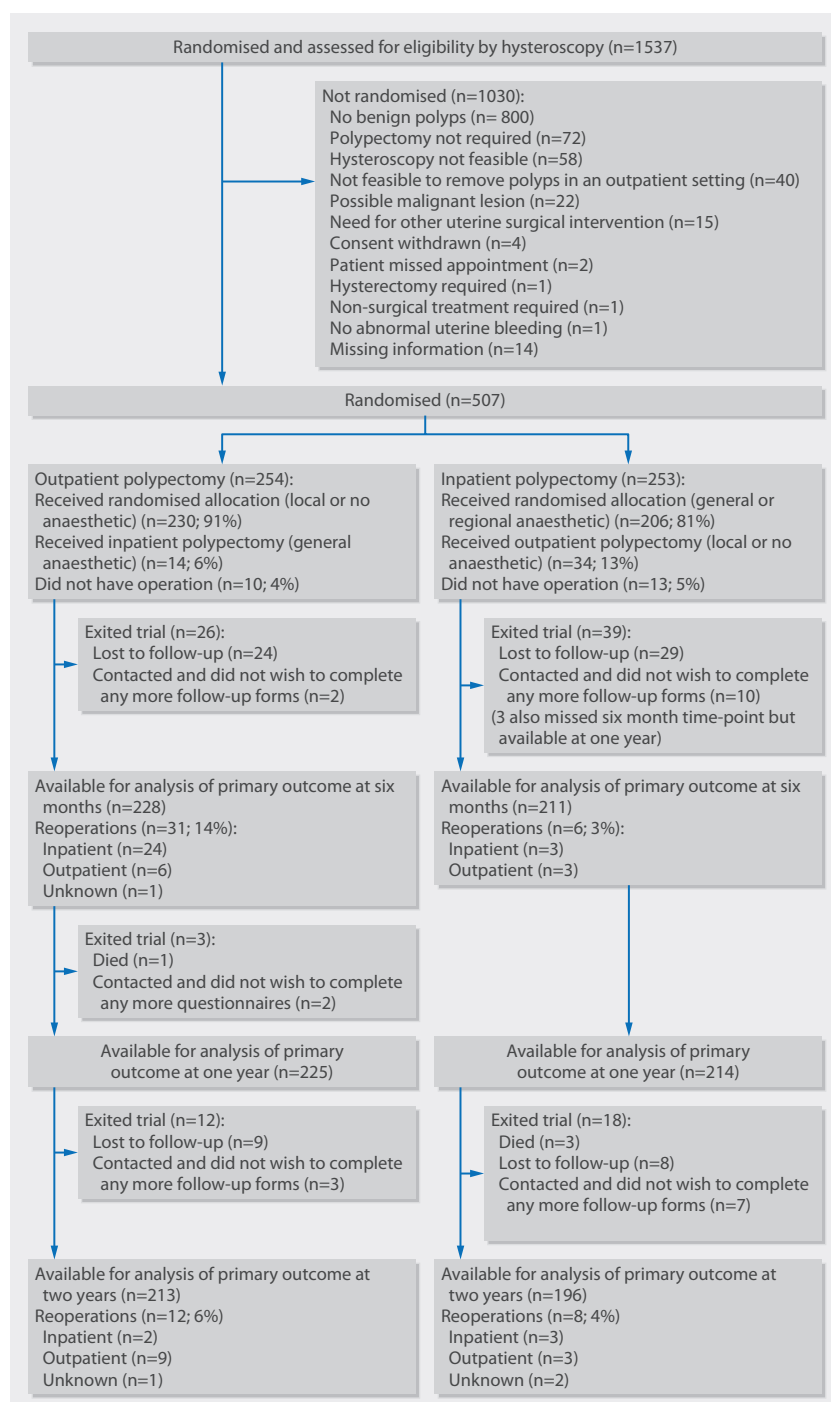 Randomised and assessed for eligibility by hysteroscopy (n=1537)
Not randomised (n=1030):
No benign polyps (n= 800)
Polypectomy not required (n=72)
Hysteroscopy not feasible (n=58)
Not feasible to remove polyps in an outpatient setting (n=40)
Possible malignant lesion (n=22)
Need for other uterine surgical intervention (n=15)
Consent withdrawn (n=4)
Patient missed appointment (n=2)
Hysterectomy required (n=1)
Non-surgical treatment required (n=1)
No abnormal uterine bleeding (n=1)
Missing information (n=14)
Randomised (n=507)
Outpatient polypectomy (n=254):
Received randomised allocation (local or no
anaesthetic) (n=230; 91%)
Received inpatient polypectomy (general
anaesthetic) (n=14; 6%)
Did not have operation (n=10; 4%)
Inpatient polypectomy (n=253):
Received randomised allocation (general or
regional anaesthetic) (n=206; 81%)
Received outpatient polypectomy (local or no
anaesthetic) (n=34; 13%)
Did not have operation (n=13; 5%)
Exited trial (n=26):
Lost to follow-up (n=24)
Contacted and did not wish to complete
any more follow-up forms (n=2)
Exited trial (n=39):
Lost to follow-up (n=29)
Contacted and did not wish to complete
any more follow-up forms (n=10)
(3 also missed six month time-point but
available at one year)
Available for analysis of primary outcome at six
months (n=228)
Reoperations (n=31; 14%):
Inpatient (n=24)
Outpatient (n=6)
Unknown (n=1)
Available for analysis of primary outcome at six
months (n=211)
Reoperations (n=6; 3%):
Inpatient (n=3)
Outpatient (n=3)
Exited trial (n=3):
Died (n=1)
Contacted and did not wish to complete
any more questionnaires (n=2)
Available for analysis of primary
outcome at one year (n=225)
Available for analysis of primary
outcome at one year (n=214)
Exited trial (n=12):
Lost to follow-up (n=9)
Contacted and did not wish to complete
any more follow-up forms (n=3)
Exited trial (n=18):
Died (n=3)
Lost to follow-up (n=8)
Contacted and did not wish to complete
any more follow-up forms (n=7)
Available for analysis of primary outcome at
two years (n=213)
Reoperations (n=12; 6%)
Inpatient (n=2)
Outpatient (n=9)
Unknown (n=1)
Available for analysis of primary outcome at
two years (n=196)
Reoperations (n=8; 4%)
Inpatient (n=3)
Outpatient (n=3)
Unknown (n=2)